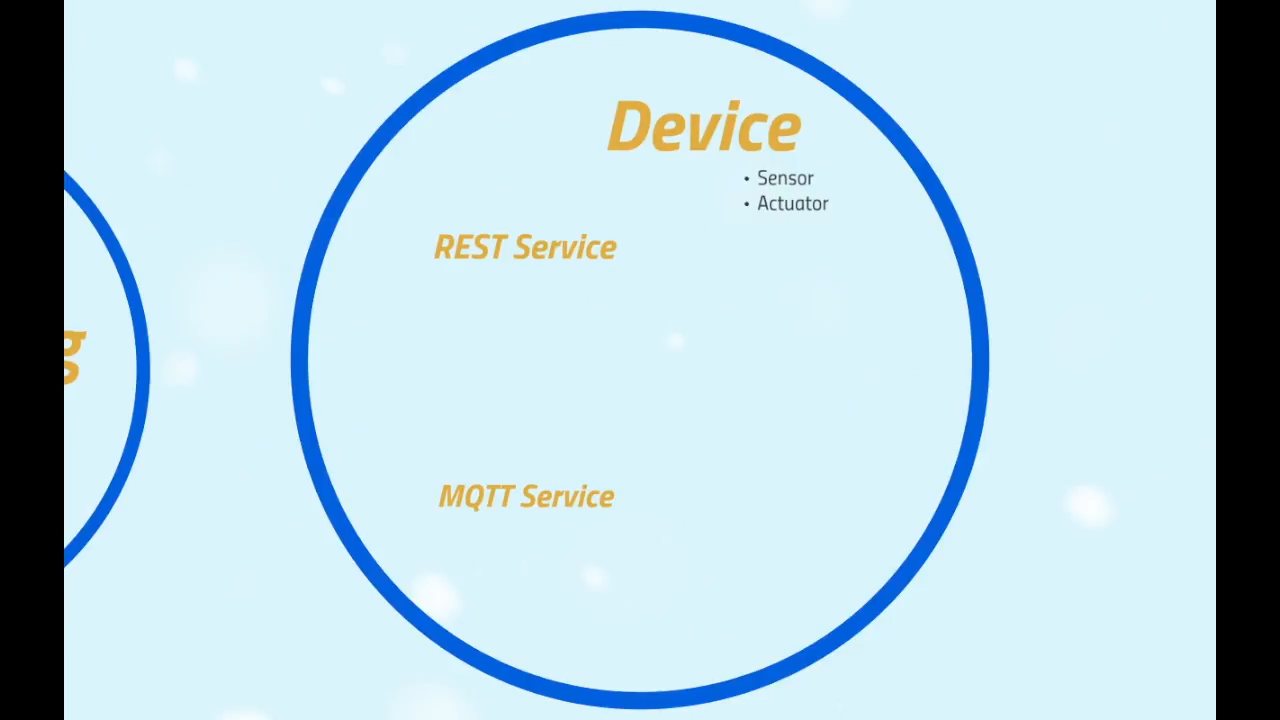 Device
• Sensor
• Actuator
REST Service
g
MQTT Service